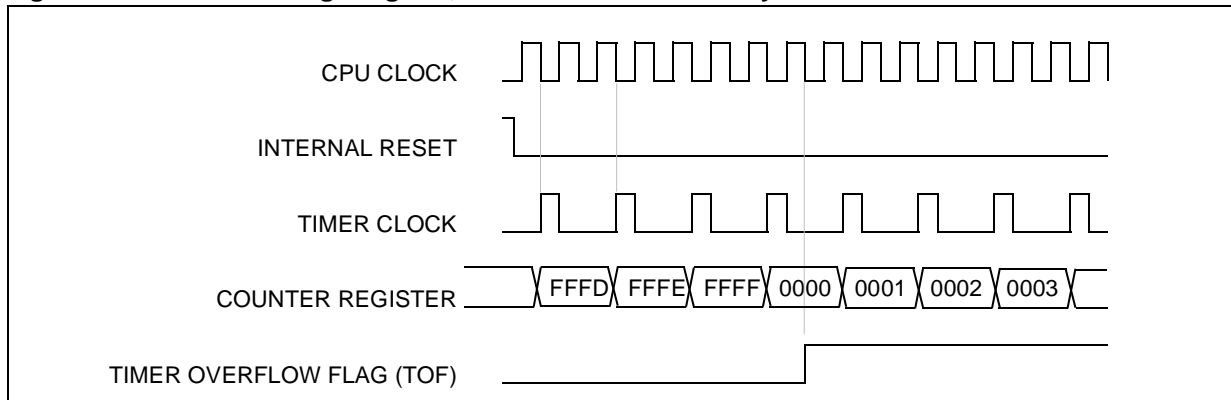 CPU CLOCK
INTERNAL RESET
TIMER CLOCK
COUNTER REGISTER FFFD FFFE FFFF 0000 0001 0002 0003
TIMER OVERFLOW FLAG (TOF)